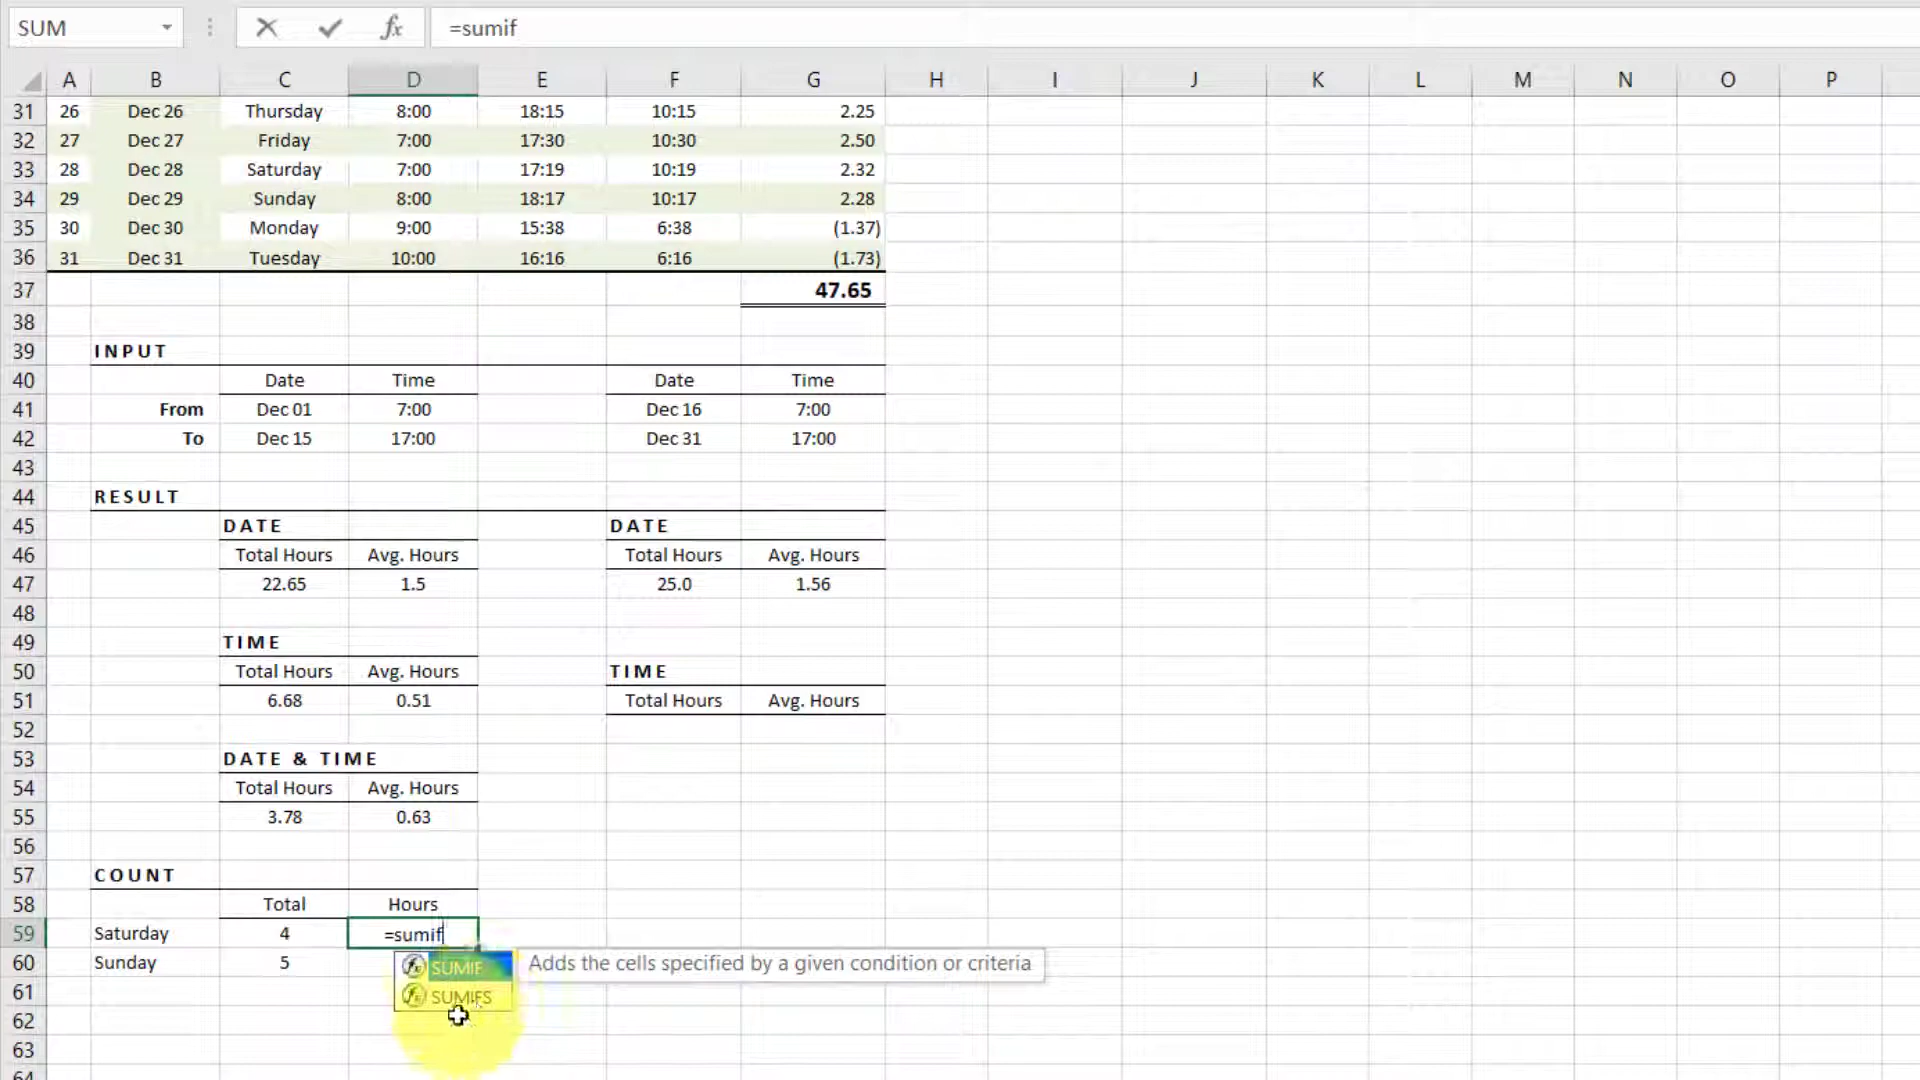 SUM =sumif
A B C D E F G H I J K L M N O P
31 26 Dec 26 Thursday 8:00 18:15 10:15 2.25
32 27 Dec 27 Friday 7:00 17:30 10:30 2.50
33 28 Dec 28 Saturday 7:00 17:19 10:19 2.32
34 29 Dec 29 Sunday 8:00 18:17 10:17 2.28
35 30 Dec 30 Monday 9:00 15:38 6:38 (1.37)
36 31 Dec 31 Tuesday 10:00 16:16 6:16 (1.73)
37 47.65
38
39 INPUT
40 Date Time Date Time
41 From Dec 01 7:00 Dec 16 7:00
42 To Dec 15 17:00 Dec 31 17:00
43
44 RESULT
45 DATE DATE
46 Total Hours Avg. Hours Total Hours Avg. Hours
47 22.65 1.5 25.0 1.56
48
49 TIME
50 Total Hours Avg. Hours TIME
51 6.68 0.51 Total Hours Avg. Hours
52
53 DATE & TIME
54 Total Hours Avg. Hours
55 3.78 0.63
56
57 COUNT
58 Total Hours
59 Saturday 4 =sumif
60 Sunday 5 SUMIF Adds the cells specified by a given condition or criteria
61 SUMIFS
62
63
64